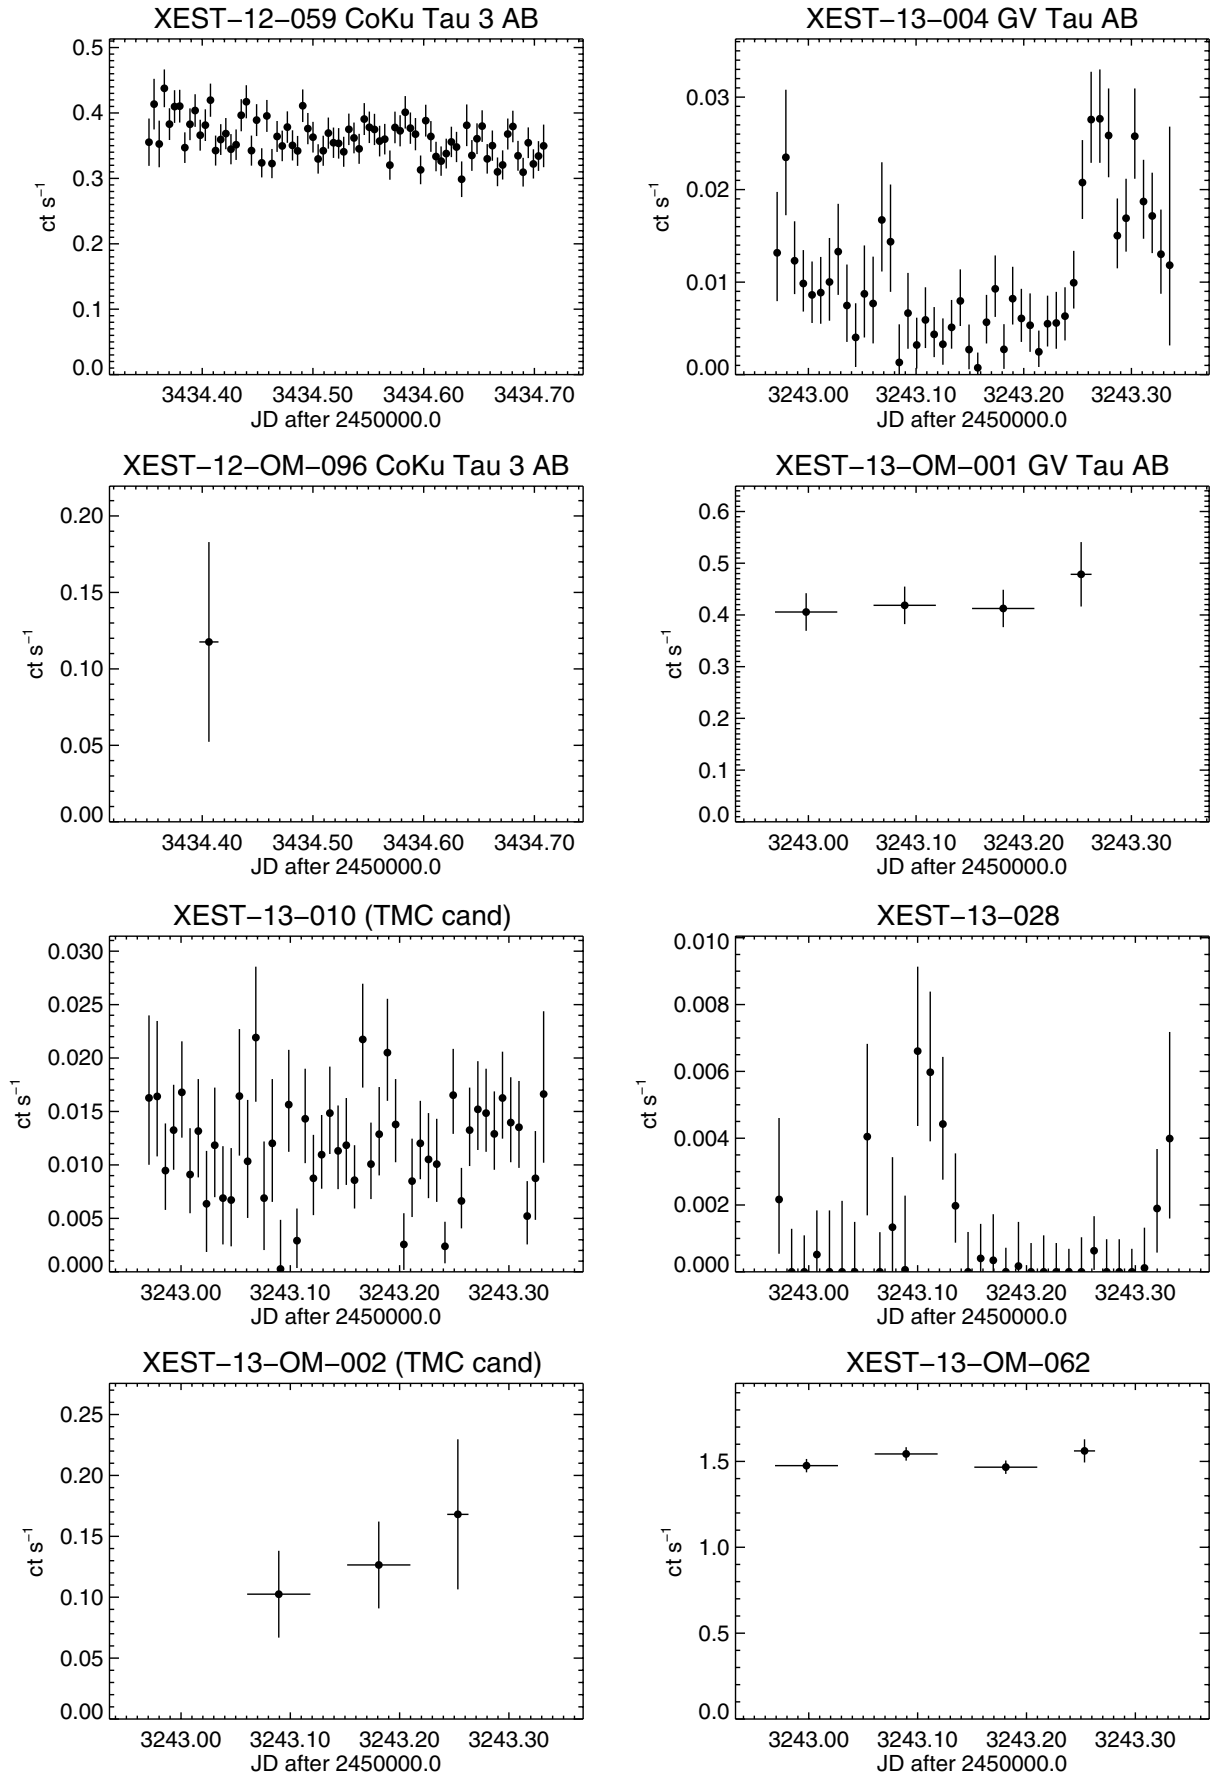 XEST−12−059 CoKu Tau 3 AB
0.5
0.4
0.3
0.2
0.1
0.0
ct s−1
3434.40 3434.50 3434.60 3434.70
JD after 2450000.0
XEST−13−004 GV Tau AB
0.03
0.02
0.01
0.00
ct s−1
3243.00 3243.10 3243.20 3243.30
JD after 2450000.0
XEST−12−OM−096 CoKu Tau 3 AB
0.20
0.15
0.10
0.05
0.00
ct s−1
3434.40 3434.50 3434.60 3434.70
JD after 2450000.0
XEST−13−OM−001 GV Tau AB
0.6
0.5
0.4
0.3
0.2
0.1
0.0
ct s−1
3243.00 3243.10 3243.20 3243.30
JD after 2450000.0
XEST−13−010 (TMC cand)
0.030
0.025
0.020
0.015
0.010
0.005
0.000
ct s−1
3243.00 3243.10 3243.20 3243.30
JD after 2450000.0
XEST−13−028
0.010
0.008
0.006
0.004
0.002
0.000
ct s−1
3243.00 3243.10 3243.20 3243.30
JD after 2450000.0
XEST−13−OM−002 (TMC cand)
0.25
0.20
0.15
0.10
0.05
0.00
ct s−1
3243.00 3243.10 3243.20 3243.30
JD after 2450000.0
XEST−13−OM−062
1.5
1.0
0.5
0.0
ct s−1
3243.00 3243.10 3243.20 3243.30
JD after 2450000.0